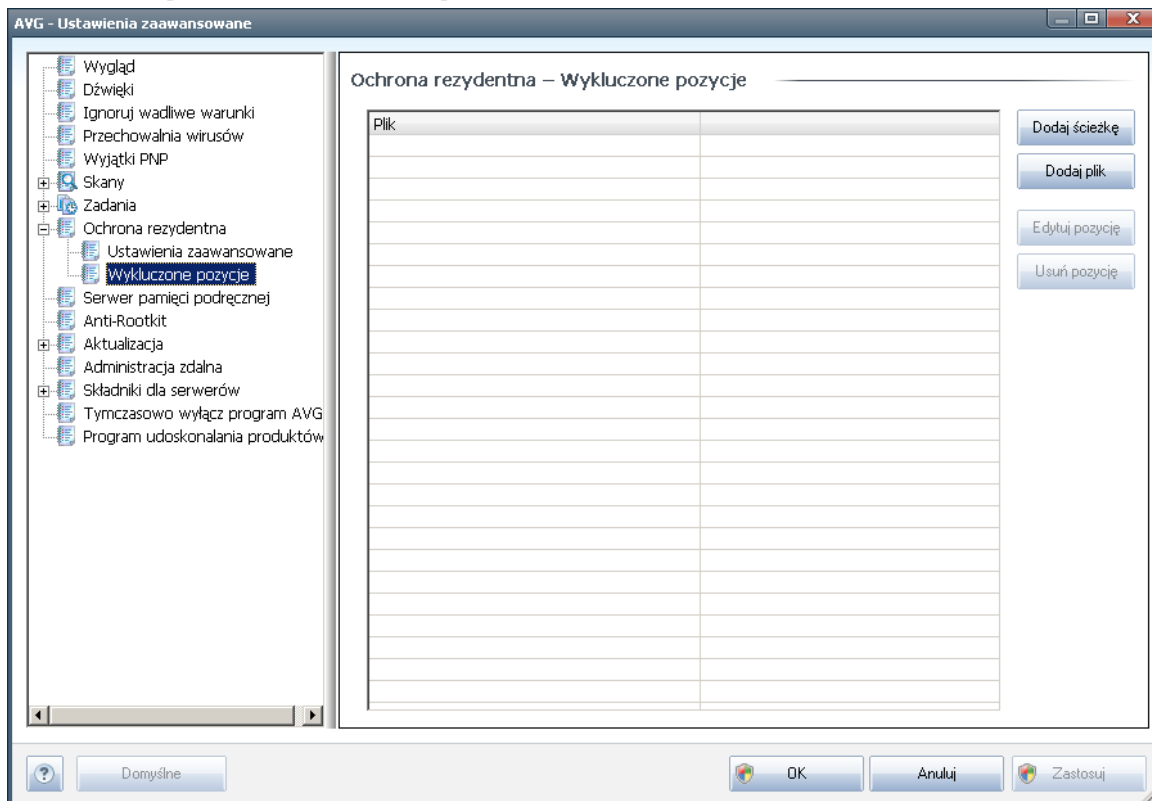 AVG - Ustawienia zaawansowane
Wygląd
Dźwięki
Ignoruj wadliwe warunki
Przechowalnia wirusów
Wyjątki PNP
Skany
Zadania
Ochrona rezydentna
Ustawienia zaawansowane
Wykluczone pozycje
Serwer pamięci podręcznej
Anti-Rootkit
Aktualizacja
Administracja zdalna
Składniki dla serwerów
Tymczasowo wyłącz program AVG
Program udoskonalania produktów
Ochrona rezydentna – Wykluczone pozycje
Plik
Dodaj ścieżkę
Dodaj plik
Edytuj pozycję
Usuń pozycję
? Domyślne
OK
Anuluj
Zastosuj